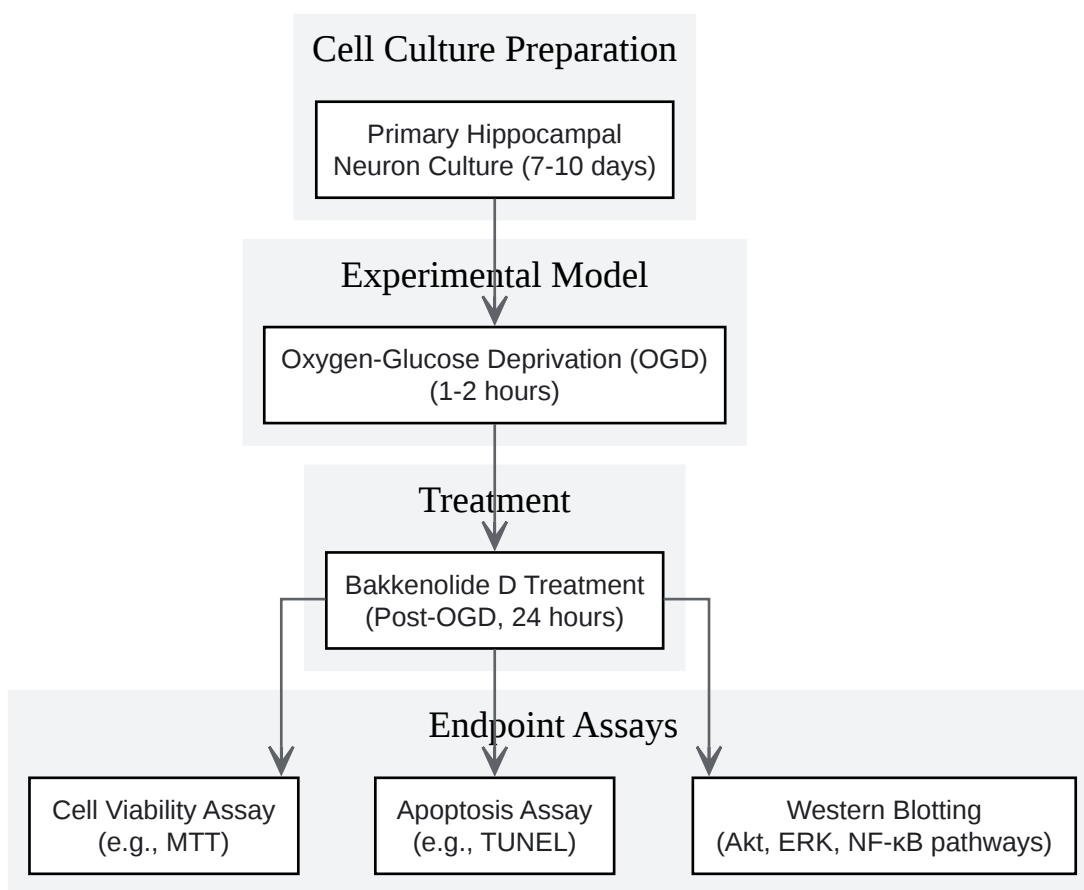 Cell Culture Preparation
Primary Hippocampal
Neuron Culture (7-10 days)
Experimental Model
Oxygen-Glucose Deprivation (OGD)
(1-2 hours)
Treatment
Bakkenolide D Treatment
(Post-OGD, 24 hours)
Endpoint Assays
Cell Viability Assay
(e.g., MTT)
Apoptosis Assay
(e.g., TUNEL)
Western Blotting
(Akt, ERK, NF-κB pathways)